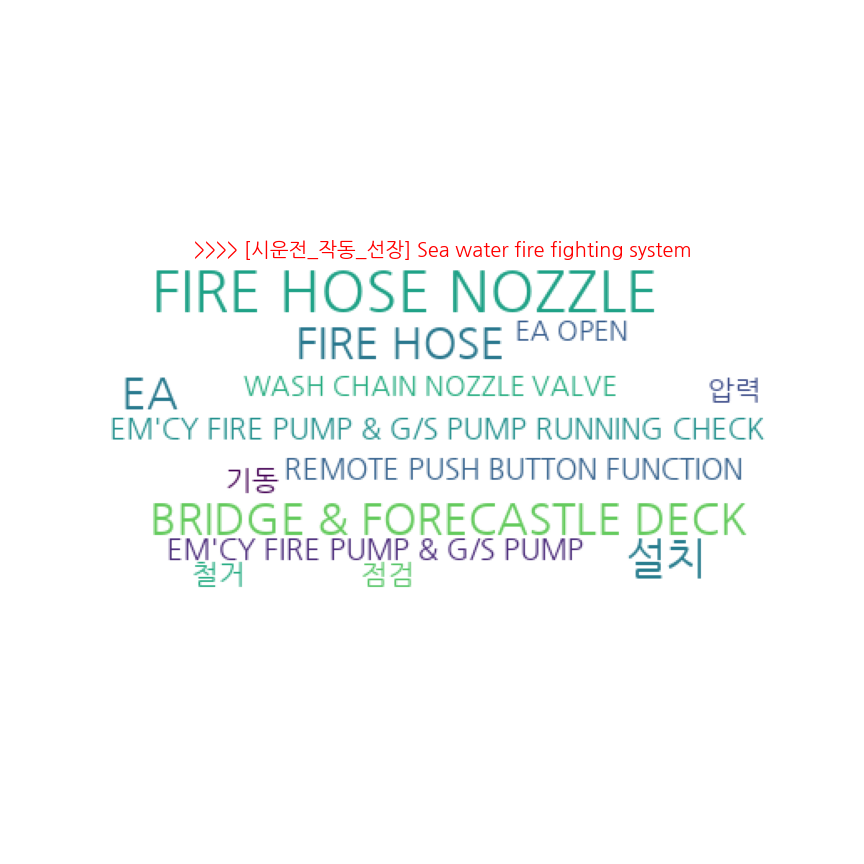 >>>> [시운전_작동_선장] Sea water fire fighting system
FIRE HOSE NOZZLE
FIRE HOSE
EA OPEN
EA
WASH CHAIN NOZZLE VALVE
압력
EM'CY FIRE PUMP & G/S PUMP RUNNING CHECK
기동
REMOTE PUSH BUTTON FUNCTION
BRIDGE & FORECASTLE DECK
EM'CY FIRE PUMP & G/S PUMP
설치
철거
점검